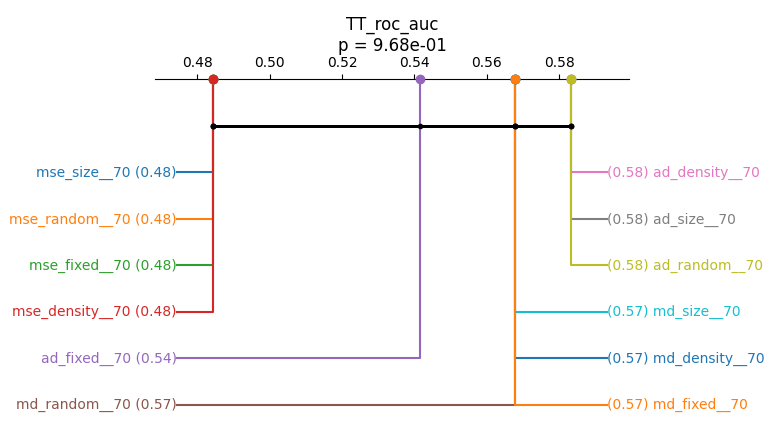 TT_roc_auc
p = 9.68e-01
0.48 0.50 0.52 0.54 0.56 0.58
mse_size__70 (0.48) (0.58) ad_density__70
mse_random__70 (0.48) (0.58) ad_size__70
mse_fixed__70 (0.48) (0.58) ad_random__70
mse_density__70 (0.48) (0.57) md_size__70
ad_fixed__70 (0.54) (0.57) md_density__70
md_random__70 (0.57) (0.57) md_fixed__70